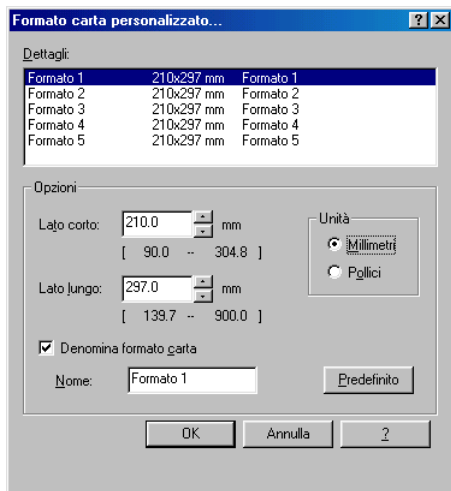 Formato carta personalizzato...
Dettagli:
Formato 1 210x297 mm Formato 1
Formato 2 210x297 mm Formato 2
Formato 3 210x297 mm Formato 3
Formato 4 210x297 mm Formato 4
Formato 5 210x297 mm Formato 5
Opzioni
Lato corto: 210.0 mm
[ 90.0 -- 304.8 ]
Unità
Millimetri
Pollici
Lato lungo: 297.0 mm
[ 139.7 -- 900.0 ]
Denomina formato carta
Nome: Formato 1 Predefinito
OK Annulla ?